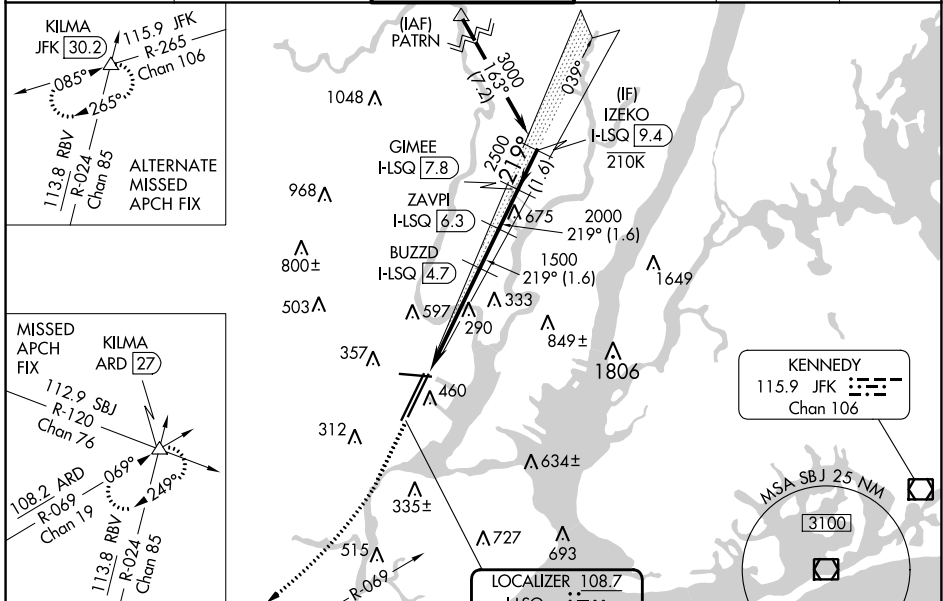 KILMA
JFK 30.2
115.9 JFK
R-265
Chan 106
085°
265°
113.8 RBV
R-024
Chan 85
ALTERNATE
MISSED
APCH FIX
(IAF)
PATRN
3000
163°
(7.2)
039°
(IF)
IZEKO
I-LSQ 9.4
210K
1048
GIMEE
I-LSQ 7.8
2500
219°
(1.6)
968
ZAVPI
I-LSQ 6.3
675
2000
219° (1.6)
800±
BUZZD
I-LSQ 4.7
1500
219° (1.6)
1649
503
597
333
290
849±
1806
357
460
312
634±
335±
727
693
515
R-069
MISSED
APCH
FIX
KILMA
ARD 27
112.9 SBJ
R-120
Chan 76
108.2 ARD
R-069
Chan 19
069°
249°
113.8 RBV
R-024
Chan 85
KENNEDY
115.9 JFK
Chan 106
MSA SBJ 25 NM
3100
LOCALIZER 108.7